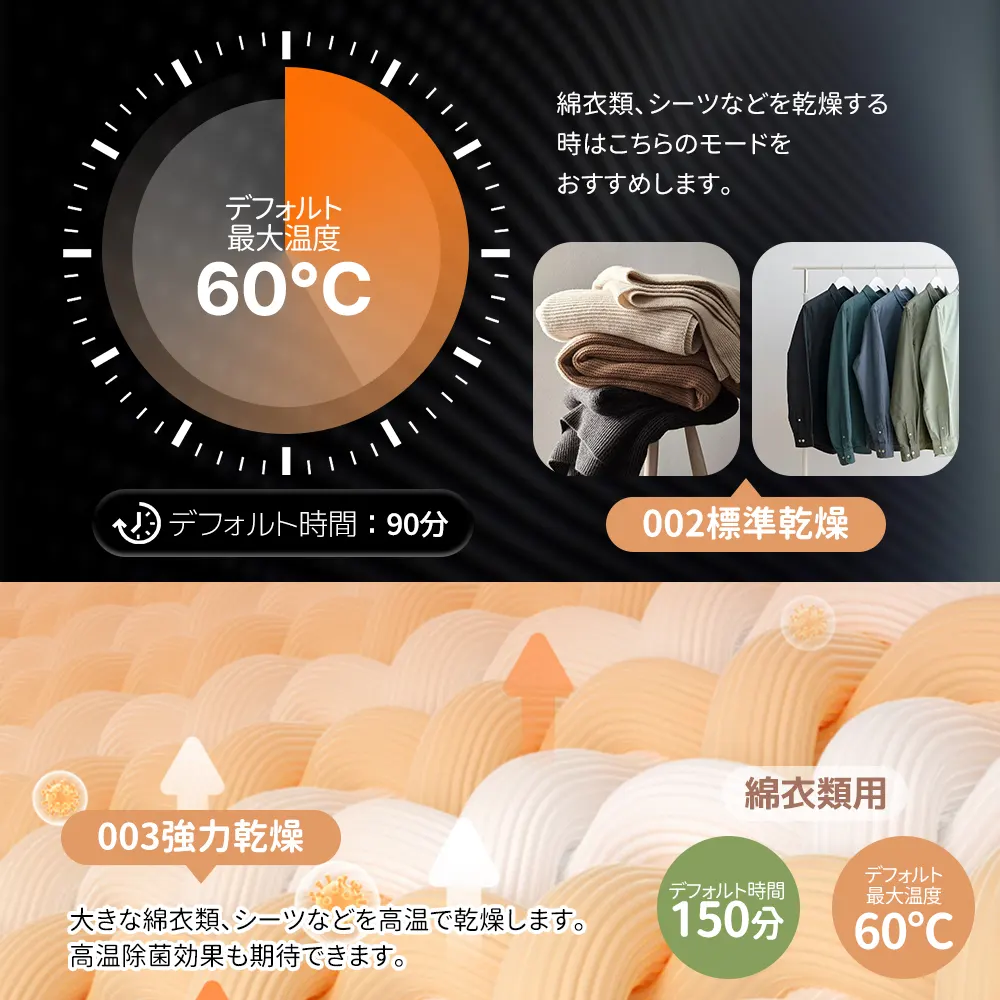 綿衣類、シーツなどを乾燥する
時はこちらのモードを
おすすめします。
デフォルト
最大温度
60°C
デフォルト時間：90分
002標準乾燥
綿衣類用
003強力乾燥
大きな綿衣類、シーツなどを高温で乾燥します。
高温除菌効果も期待できます。
デフォルト時間
150分
デフォルト
最大温度
60°C